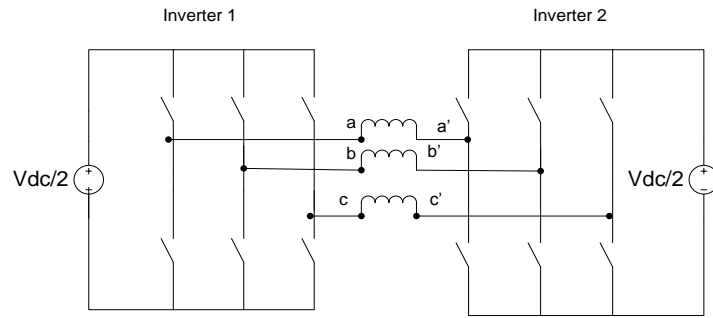 Inverter 1
Inverter 2
a
a’
b
b’
Vdc/2
Vdc/2
c
c’
+
−
+
−